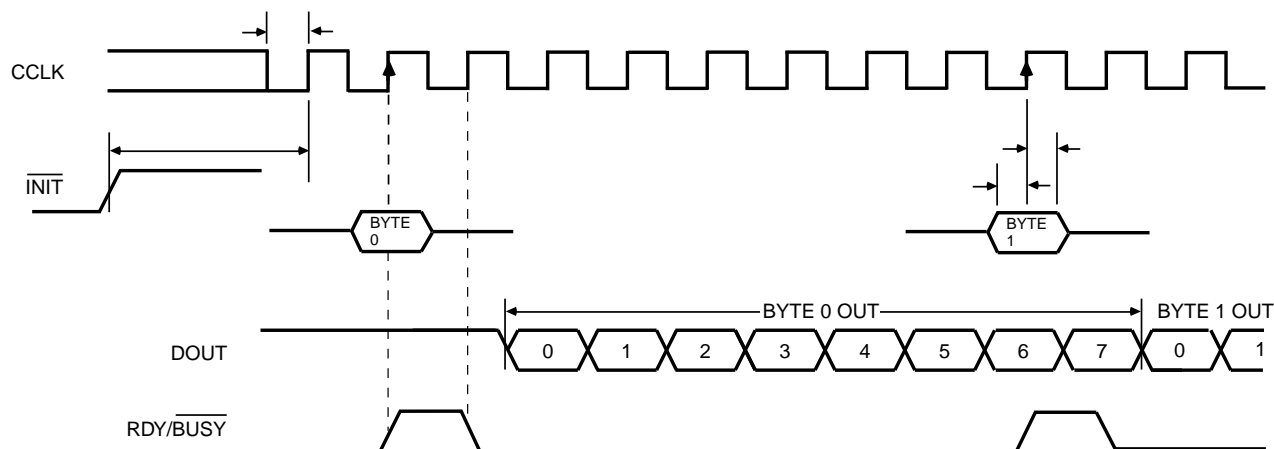 CCLK
INIT
BYTE
0
BYTE
1
BYTE 0 OUT
BYTE 1 OUT
DOUT
0 1 2 3 4 5 6 7 0 1
RDY/BUSY